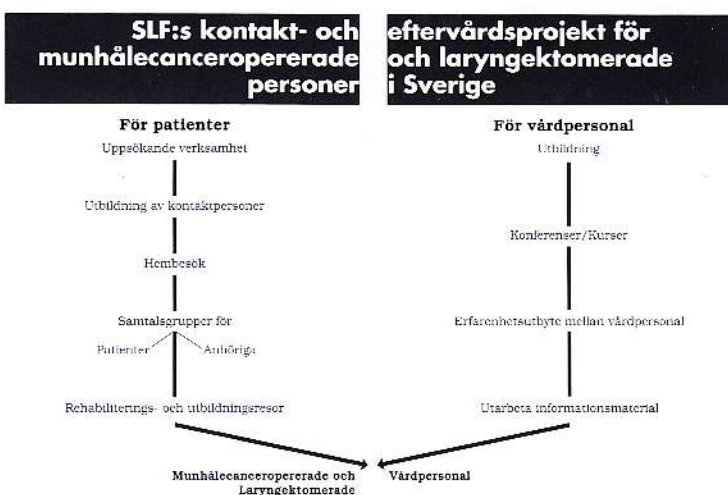 SLF:s kontakt- och eftervårdsprojekt för
munhålecanceropererade och laryngektomerade
personer i Sverige
För patienter
Uppsökande verksamhet
Utbildning av kontaktpersoner
Hembesök
Samtalsgrupper för
Patienter Anhöriga
Rehabiliterings- och utbildningsresor
För vårdpersonal
Utbildning
Konferenser/Kurser
Erfarenhetsutbyte mellan vårdpersonal
Utarbeta informationsmaterial
Munhålecanceropererade och
Laryngektomerade
Vårdpersonal